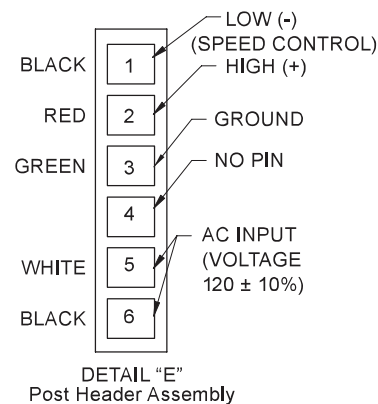 LOW (-)
(SPEED CONTROL)
BLACK 1
HIGH (+)
RED 2
GROUND
GREEN 3
NO PIN
4
AC INPUT
(VOLTAGE
120 ± 10%)
WHITE 5
BLACK 6
DETAIL "E"
Post Header Assembly